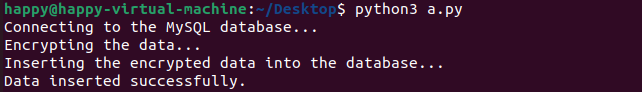 happy@happy-virtual-machine:~/Desktop$ python3 a.py
Connecting to the MySQL database...
Encrypting the data...
Inserting the encrypted data into the database...
Data inserted successfully.